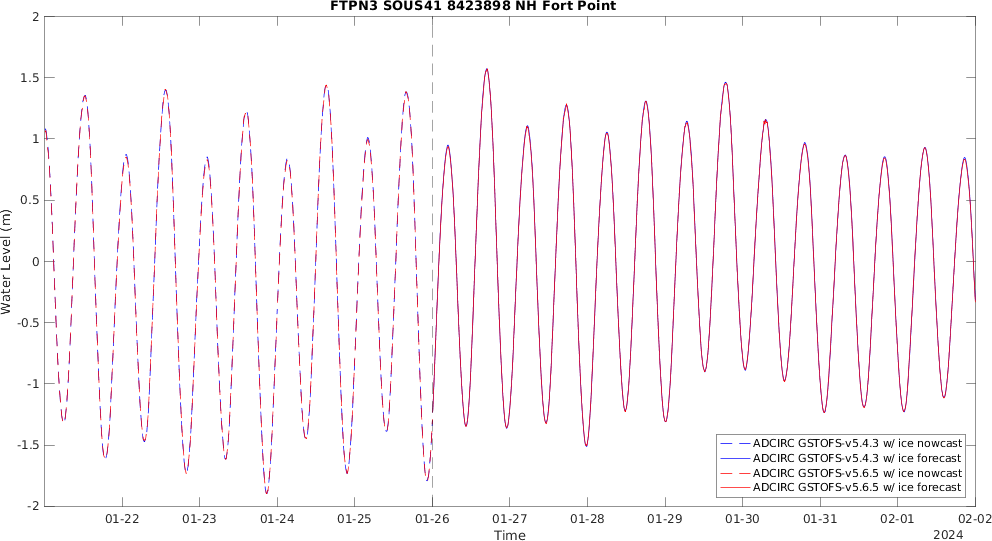 FTPN3 SOUS41 8423898 NH Fort Point
2
1.5
1
0.5
0
-0.5
-1
-1.5
-2
Water Level (m)
ADCIRC GSTOFS-v5.4.3 w/ ice nowcast
ADCIRC GSTOFS-v5.4.3 w/ ice forecast
ADCIRC GSTOFS-v5.6.5 w/ ice nowcast
ADCIRC GSTOFS-v5.6.5 w/ ice forecast
01-22 01-23 01-24 01-25 01-26 01-27 01-28 01-29 01-30 01-31 02-01 02-02
Time
2024